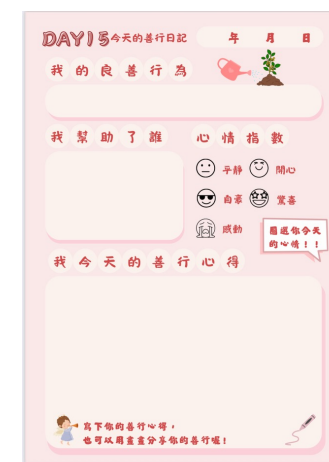 DAY15今天的善行日記 年 月 日
我的良善行為
我幫助了誰
心情指數
平靜 開心
自豪 驚喜
感動
圈選你今天
的心情!!
我今天的善行心得
寫下你的善行心得,
也可以用畫畫分享你的善行喔!